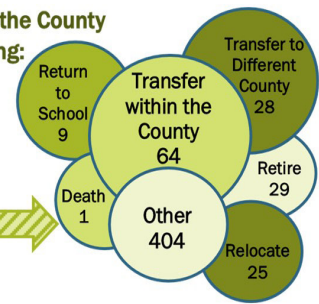 the County
ng:
Return
to
School
9
Transfer
within the
County
64
Transfer to
Different
County
28
Retire
29
Death
1
Other
404
Relocate
25